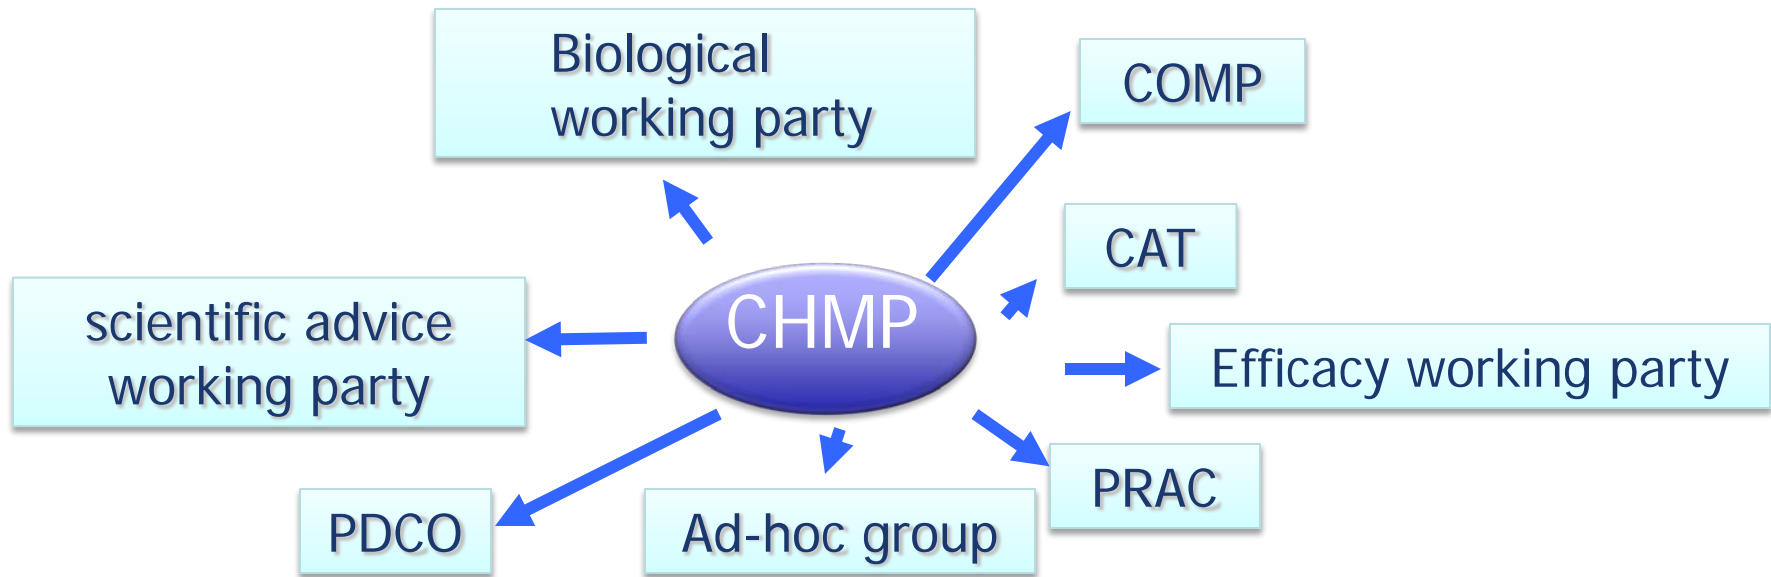 Biological
working party
COMP
CAT
scientific advice
working party
CHMP
Efficacy working party
PRAC
PDCO
Ad-hoc group